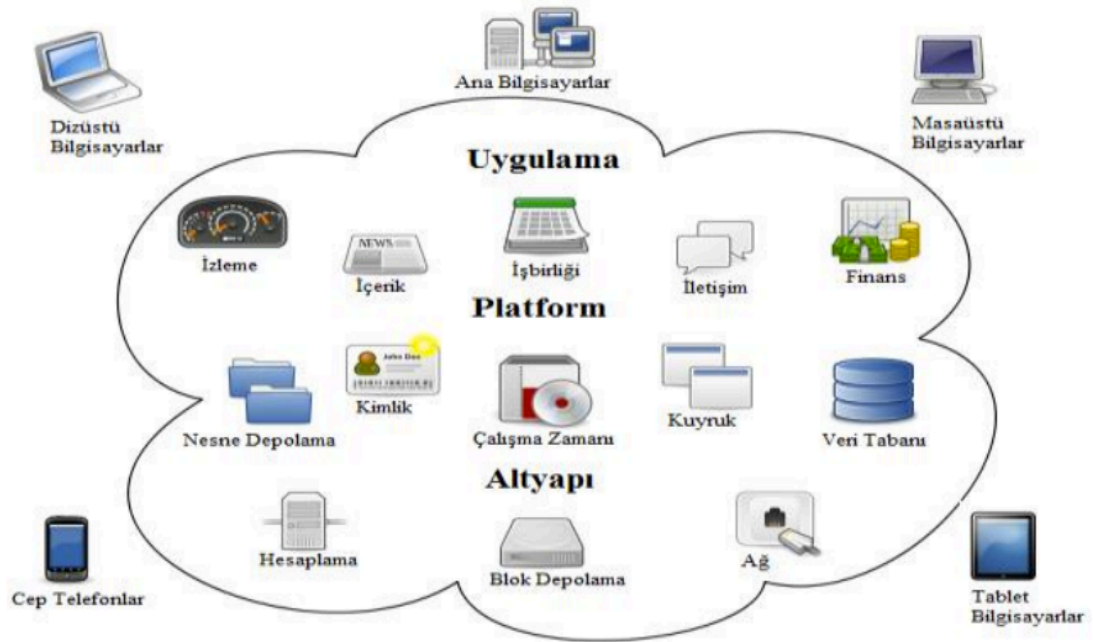 Ana Bilgisayarlar
Dizüstü
Bilgisayarlar
Masaüstü
Bilgisayarlar
Uygulama
NEWS
İzleme
İçerik
İşbirliği
İletişim
Finans
Platform
John Doe
Nesne Depolama
Kimlik
Çalışma Zamanı
Kuyruk
Veri Tabanı
Altyapı
Hesaplama
Blok Depolama
Ağ
Cep Telefonlar
Tablet
Bilgisayarlar